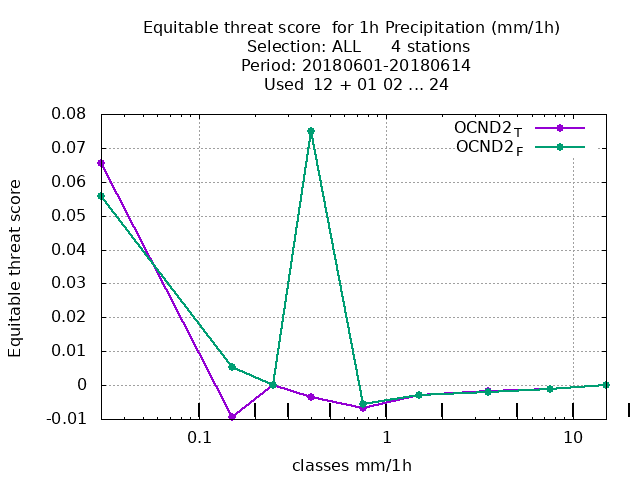 Equitable threat score  for 1h Precipitation (mm/1h)
Selection: ALL      4 stations
Period: 20180601-20180614
Used  12 + 01 02 ... 24
OCND2T
OCND2F
0.08
0.07
0.06
0.05
0.04
0.03
0.02
0.01
0
-0.01
Equitable threat score
0.1
1
10
classes mm/1h